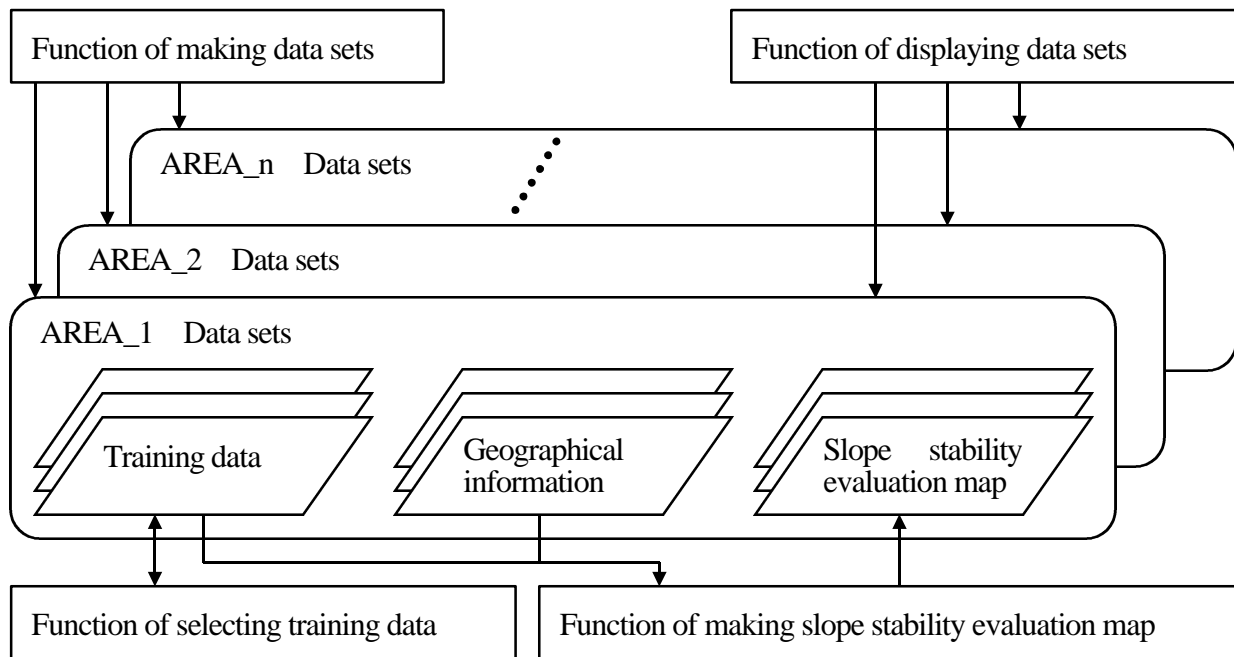 Function of making data sets
Function of displaying data sets
AREA_n Data sets
AREA_2 Data sets
AREA_1 Data sets
Training data
Geographical
information
Slope stability
evaluation map
Function of selecting training data
Function of making slope stability evaluation map